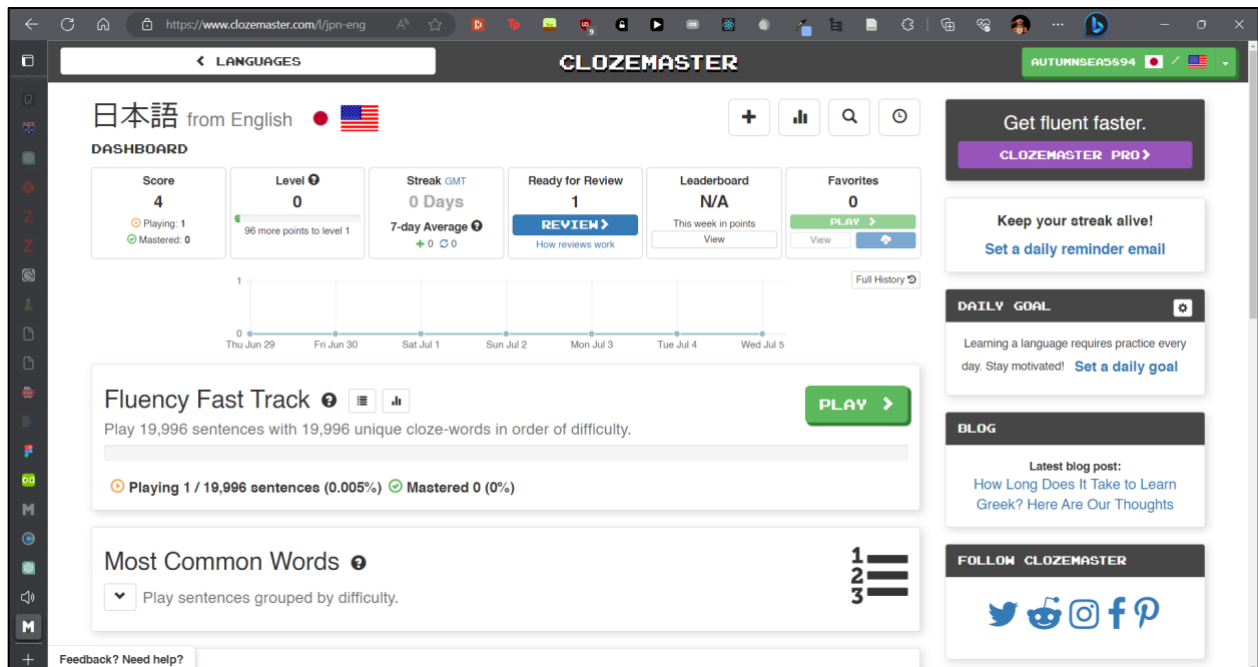 https://www.clozemaster.com/l/jpn-eng
< LANGUAGES
CLOZEMASTER
AUTUMNSEA5894 /
日本語 from English
DASHBOARD
Score
4
Playing: 1
Mastered: 0
Level
0
96 more points to level 1
Streak GMT
0 Days
7-day Average
+ 0 0
Ready for Review
1
REVIEW>
How reviews work
Leaderboard
N/A
This week in points
View
Favorites
0
PLAY >
View
Full History
1
0
Thu Jun 29 Fri Jun 30 Sat Jul 1 Sun Jul 2 Mon Jul 3 Tue Jul 4 Wed Jul 5
Fluency Fast Track
PLAY >
Play 19,996 sentences with 19,996 unique cloze-words in order of difficulty.
Playing 1 / 19,996 sentences (0.005%) Mastered 0 (0%)
Most Common Words
Play sentences grouped by difficulty.
1
2
3
Get fluent faster.
CLOZEMASTER PRO>
Keep your streak alive!
Set a daily reminder email
DAILY GOAL
Learning a language requires practice every
day. Stay motivated! Set a daily goal
BLOG
Latest blog post:
How Long Does It Take to Learn
Greek? Here Are Our Thoughts
FOLLOW CLOZEMASTER
Feedback? Need help?